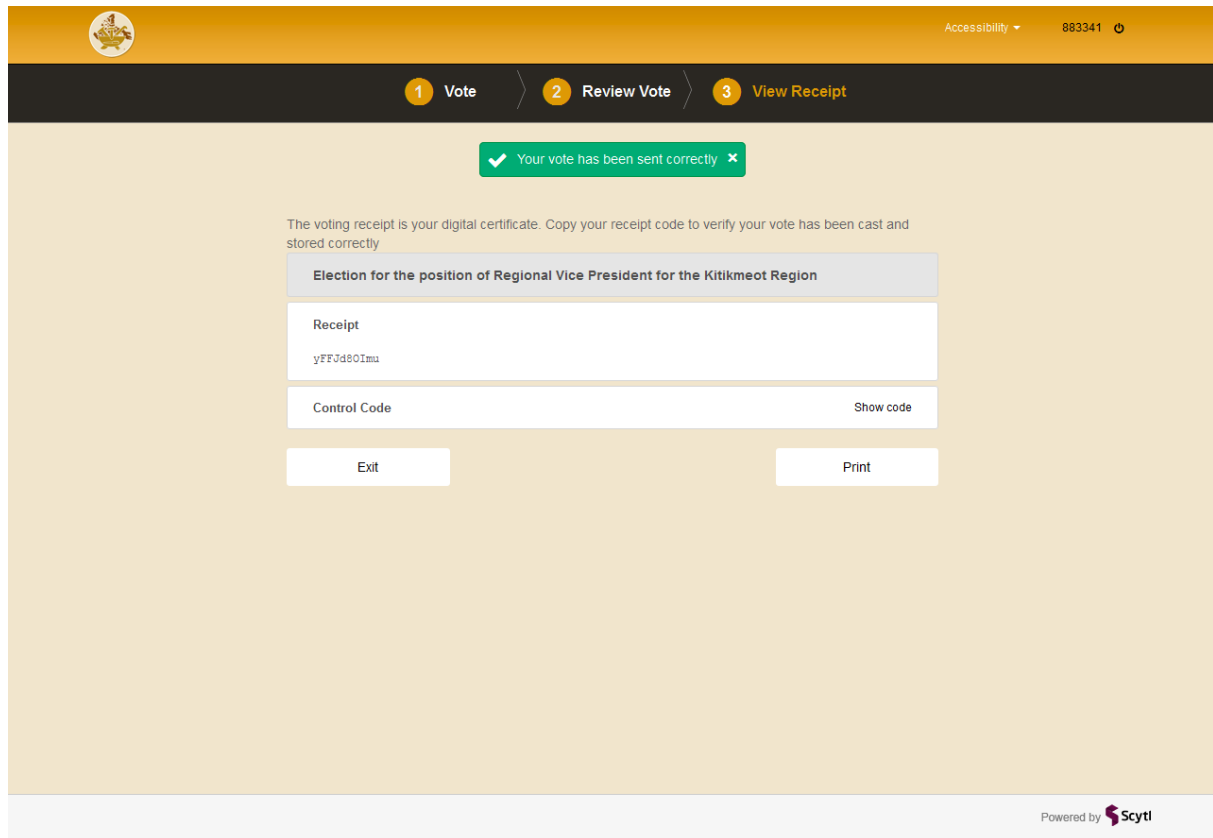 Accessibility
883341
1 Vote
2 Review Vote
3 View Receipt
Your vote has been sent correctly
The voting receipt is your digital certificate. Copy your receipt code to verify your vote has been cast and
stored correctly
Election for the position of Regional Vice President for the Kitikmeot Region
Receipt
yFFJd8OImu
Control Code
Show code
Exit
Print
Powered by Scytl